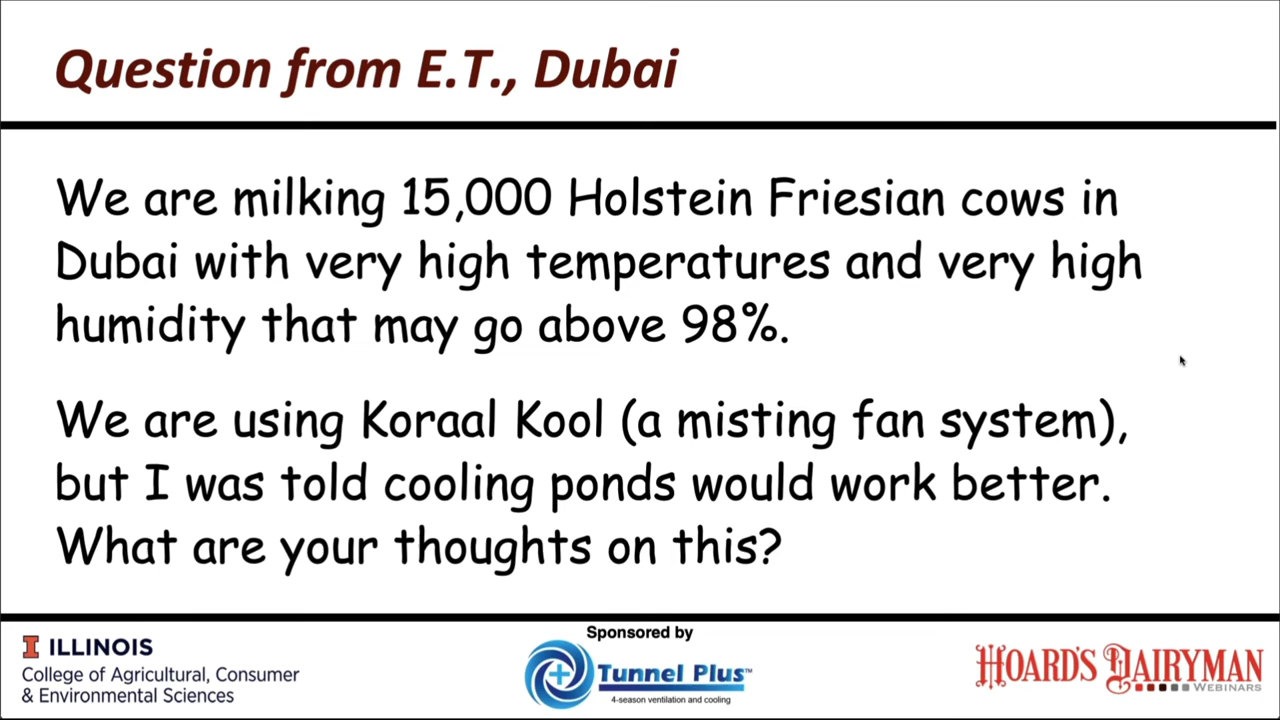 Question from E.T., Dubai
We are milking 15,000 Holstein Friesian cows in
Dubai with very high temperatures and very high
humidity that may go above 98%.
We are using Koraal Kool (a misting fan system),
but I was told cooling ponds would work better.
What are your thoughts on this?
I ILLINOIS
College of Agricultural, Consumer
& Environmental Sciences
Sponsored by
Tunnel Plus™
4-season ventilation and cooling
HOARD'S DAIRYMAN
WEBINARS